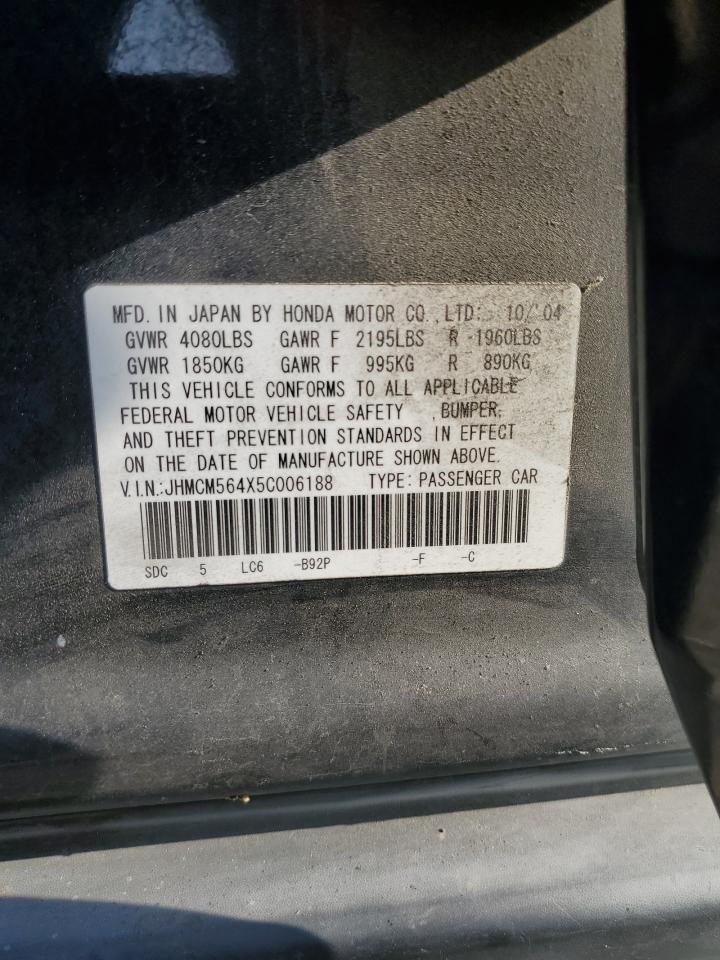 MFD. IN JAPAN BY HONDA MOTOR CO., LTD. 10/'04
GVWR 4080LBS GAWR F 2195LBS R 1960LBS
GVWR 1850KG GAWR F 995KG R 890KG
THIS VEHICLE CONFORMS TO ALL APPLICABLE
FEDERAL MOTOR VEHICLE SAFETY , BUMPER,
AND THEFT PREVENTION STANDARDS IN EFFECT
ON THE DATE OF MANUFACTURE SHOWN ABOVE.
V.I.N.:JHMCM564X5C006188 TYPE: PASSENGER CAR
SDC 5 LC6 -B92P -F -C